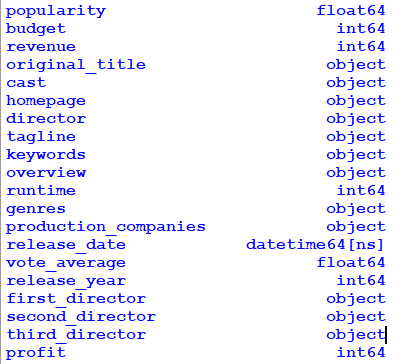 popularity float64
budget int64
revenue int64
original_title object
cast object
homepage object
director object
tagline object
keywords object
overview object
runtime int64
genres object
production_companies object
release_date datetime64[ns]
vote_average float64
release_year int64
first_director object
second_director object
third_director object
profit int64